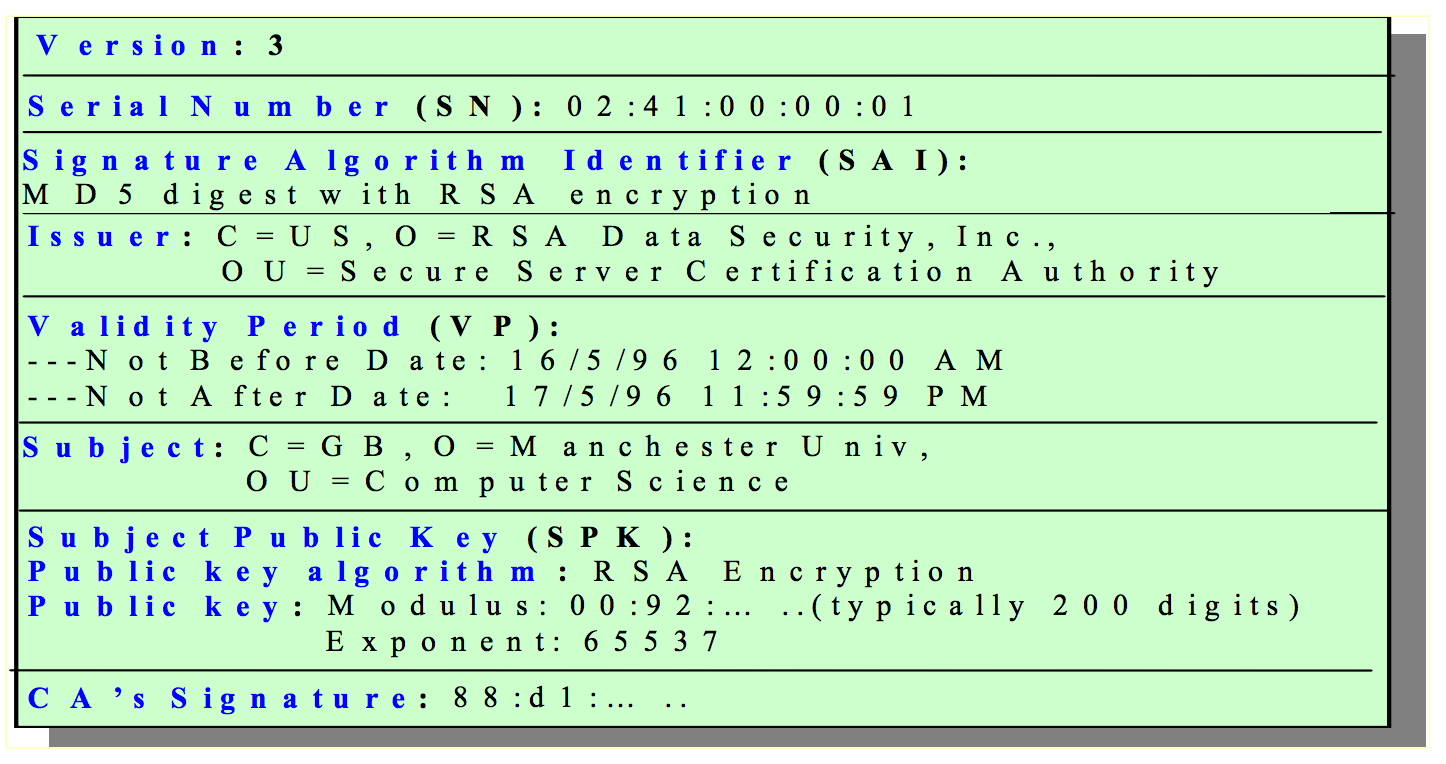 Version: 3
Serial Number (SN): 02:41:00:00:01
Signature Algorithm Identifier (SAI):
MD5 digest with RSA encryption
Issuer: C=US, O=RSA Data Security, Inc.,
OU=Secure Server Certification Authority
Validity Period (VP):
---Not Before Date: 16/5/96 12:00:00 AM
---Not After Date: 17/5/96 11:59:59 PM
Subject: C=GB, O=Manchester Univ,
OU=Computer Science
Subject Public Key (SPK):
Public key algorithm: RSA Encryption
Public key: Modulus: 00:92:… ..(typically 200 digits)
Exponent: 65537
CA’s Signature: 88:d1:… ..